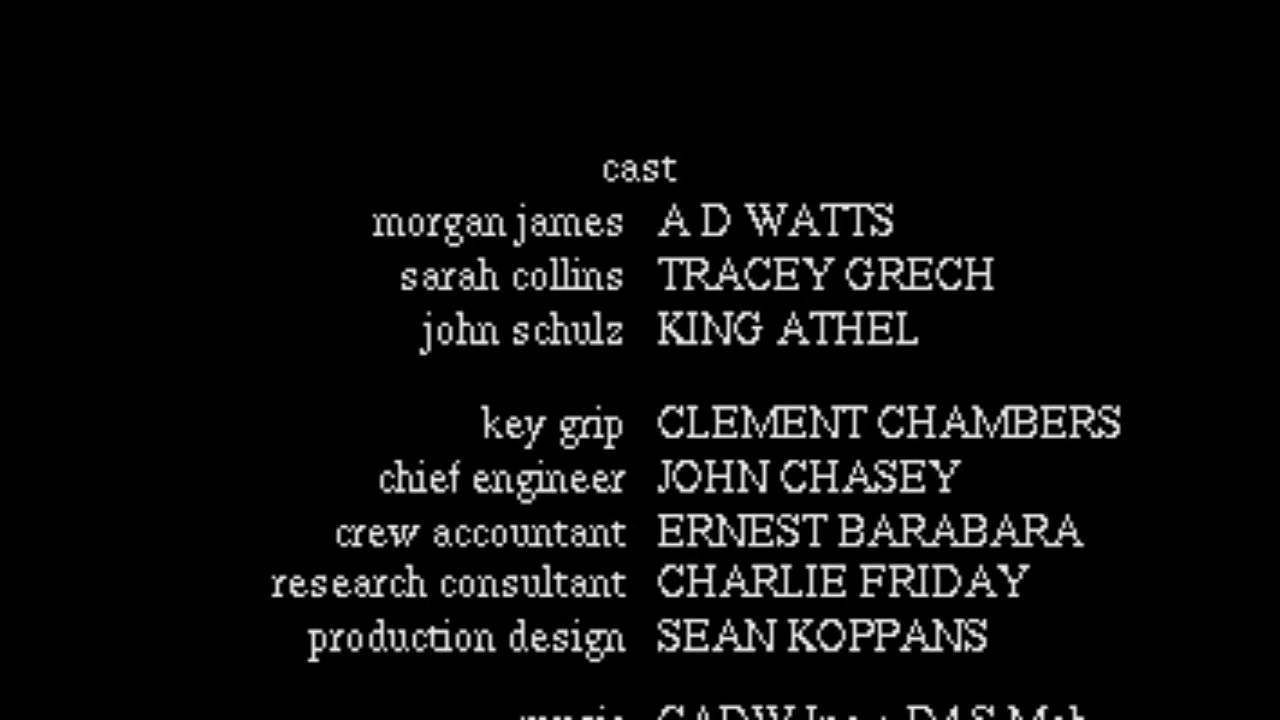 cast
morgan james A D WATTS
sarah collins TRACEY GRECH
john schulz KING ATHEL
key grip CLEMENT CHAMBERS
chief engineer JOHN CHASEY
crew accountant ERNEST BARABARA
research consultant CHARLIE FRIDAY
production design SEAN KOPPANS
music